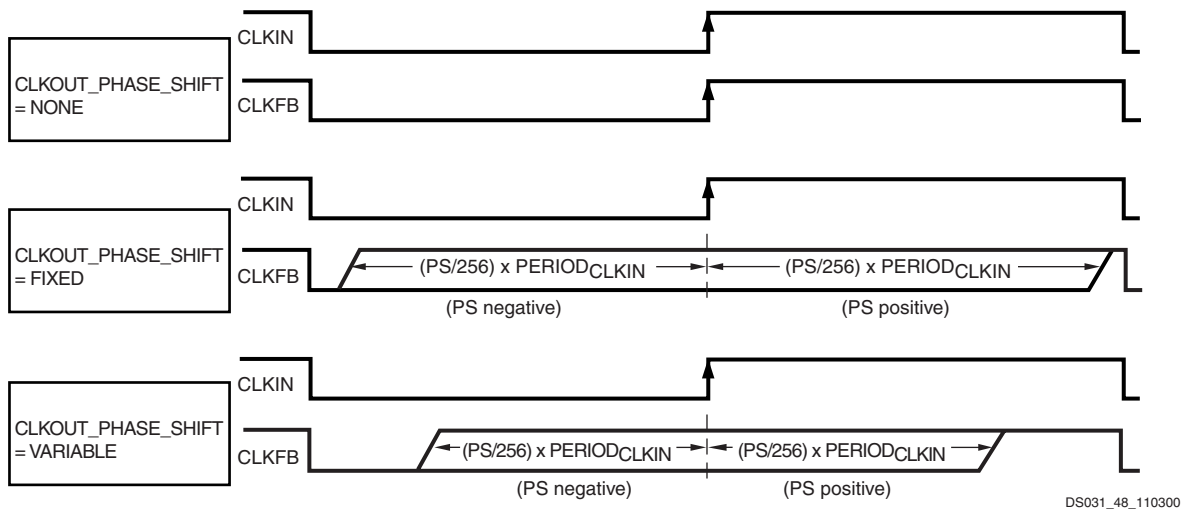 CLKIN
CLKOUT_PHASE_SHIFT
= NONE
CLKFB
CLKIN
CLKOUT_PHASE_SHIFT
= FIXED
CLKFB
(PS/256) x PERIODCLKIN
(PS/256) x PERIODCLKIN
(PS negative)
(PS positive)
CLKIN
CLKOUT_PHASE_SHIFT
= VARIABLE
CLKFB
(PS/256) x PERIODCLKIN
(PS/256) x PERIODCLKIN
(PS negative)
(PS positive)
DS031_48_110300